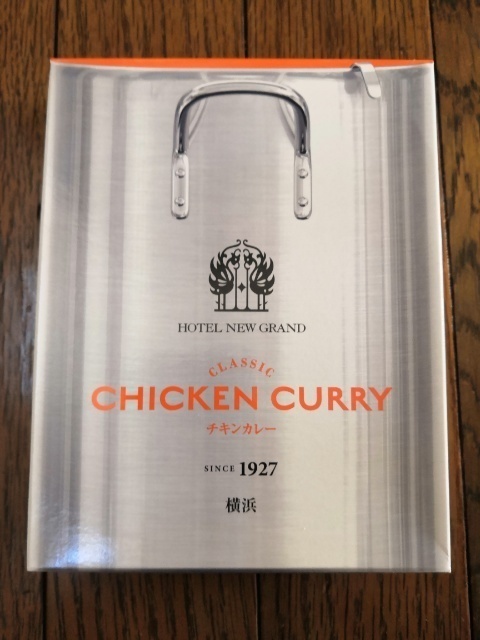 HOTEL NEW GRAND
CLASSIC
CHICKEN CURRY
チキンカレー
SINCE 1927
横浜